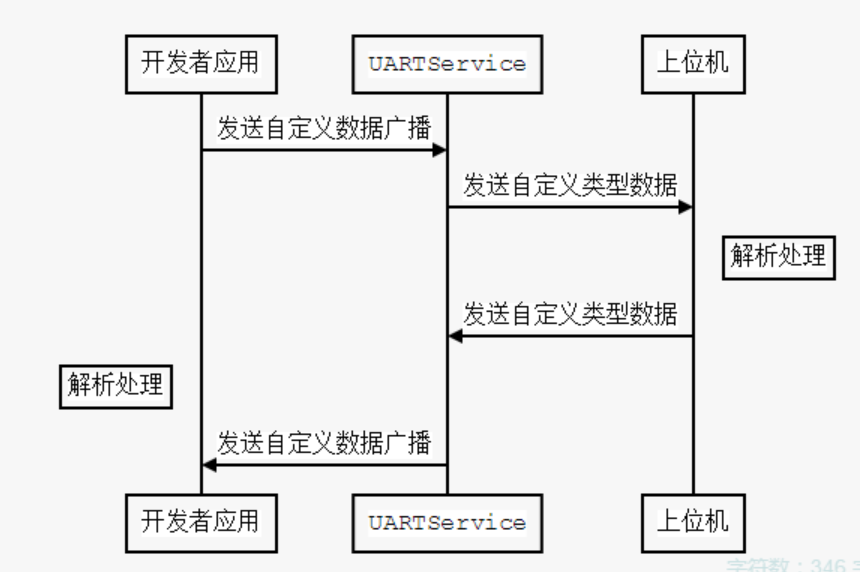 开发者应用
UARTService
上位机
发送自定义数据广播
发送自定义类型数据
解析处理
发送自定义类型数据
解析处理
发送自定义数据广播
开发者应用
UARTService
上位机
字符数：346